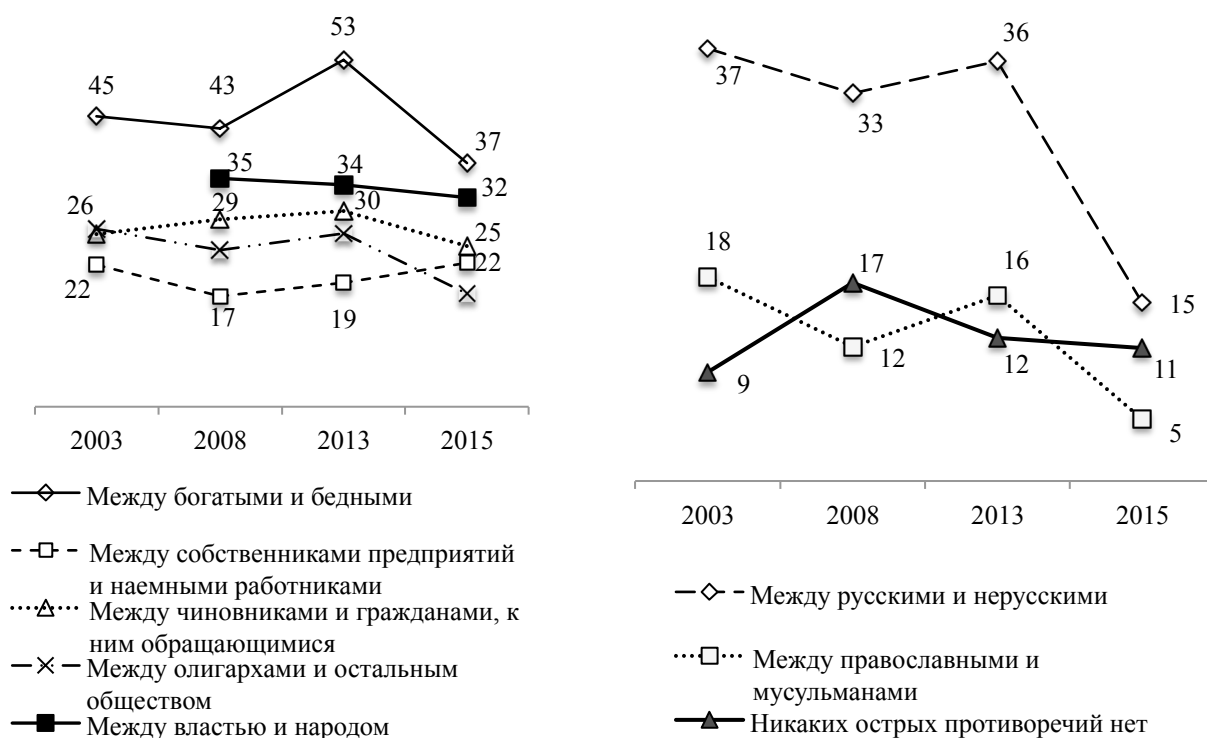 53
45
43
37
35
34
32
26
29
30
25
22
22
17
19
2003 2008 2013 2015
Между богатыми и бедными
Между собственниками предприятий
и наемными работниками
Между чиновниками и гражданами, к
ним обращающимися
Между олигархами и остальным
обществом
Между властью и народом
37
36
33
18
17
16
15
12
12
11
9
5
2003 2008 2013 2015
Между русскими и нерусскими
Между православными и
мусульманами
Никаких острых противоречий нет